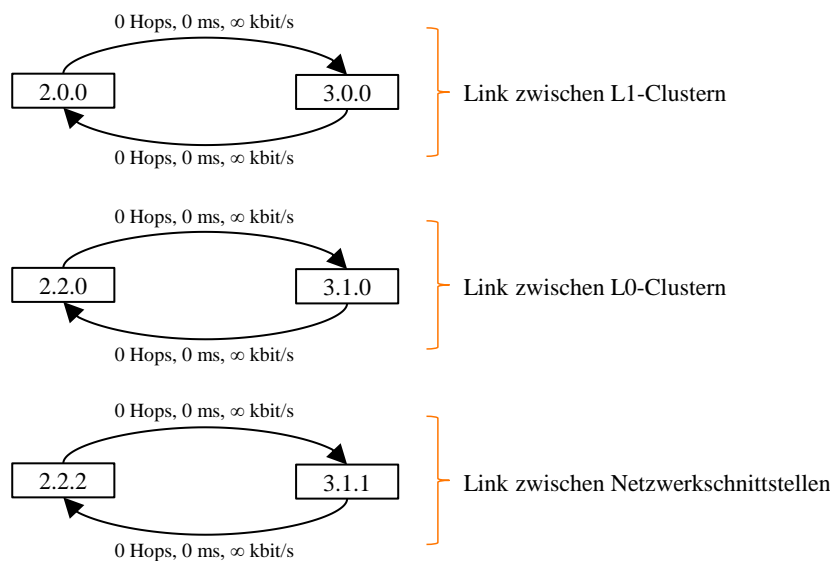 0 Hops, 0 ms, ∞ kbit/s
2.0.0
3.0.0
Link zwischen L1-Clustern
0 Hops, 0 ms, ∞ kbit/s
0 Hops, 0 ms, ∞ kbit/s
2.2.0
3.1.0
Link zwischen L0-Clustern
0 Hops, 0 ms, ∞ kbit/s
0 Hops, 0 ms, ∞ kbit/s
2.2.2
3.1.1
Link zwischen Netzwerkschnittstellen
0 Hops, 0 ms, ∞ kbit/s